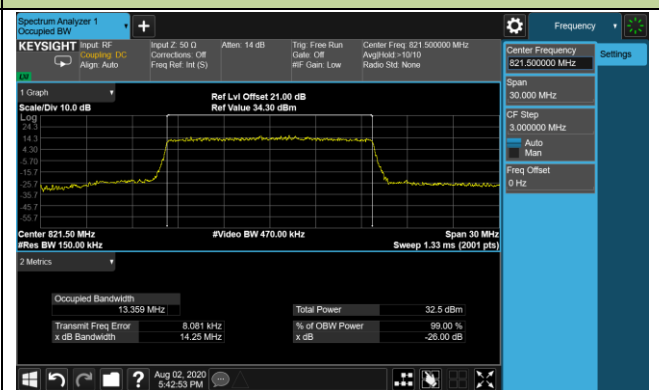 Spectrum Analyzer 1
Occupied BW
Frequency
KEYSIGHT
Input: RF
Coupling: DC
Align: Auto
Input Z: 50 Ω
Corrections: Off
Freq Ref: Int (S)
Atten: 14 dB
Trig: Free Run
Gate: Off
#IF Gain: Low
Center Freq: 821.500000 MHz
Avg|Hold:>10/10
Radio Std: None
Center Frequency
821.500000 MHz
Settings
Span
30.000 MHz
CF Step
3.000000 MHz
Auto
Man
Freq Offset
0 Hz
1 Graph
Scale/Div 10.0 dB
Ref Lvl Offset 21.00 dB
Ref Value 34.30 dBm
Log
24.3
14.3
4.30
-5.70
-15.7
-25.7
-35.7
-45.7
-55.7
Center 821.50 MHz
#Video BW 470.00 kHz
Span 30 MHz
#Res BW 150.00 kHz
Sweep 1.33 ms (2001 pts)
2 Metrics
Occupied Bandwidth
13.359 MHz
Total Power
32.5 dBm
Transmit Freq Error
8.081 kHz
% of OBW Power
99.00 %
x dB Bandwidth
14.25 MHz
x dB
-26.00 dB
Aug 02, 2020
5:42:53 PM